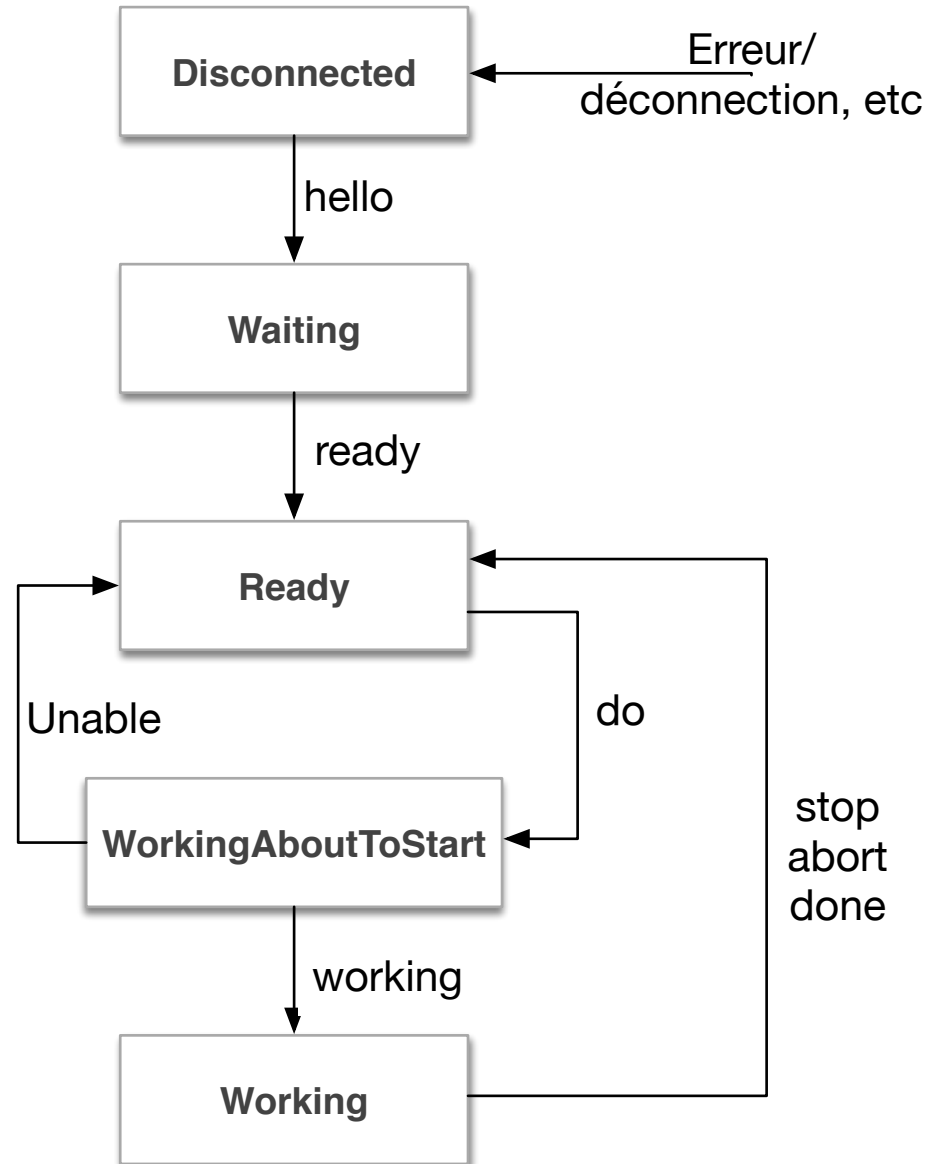 Disconnected
Erreur/
déconnection, etc
hello
Waiting
ready
Ready
Unable
do
WorkingAboutToStart
stop
abort
done
working
Working